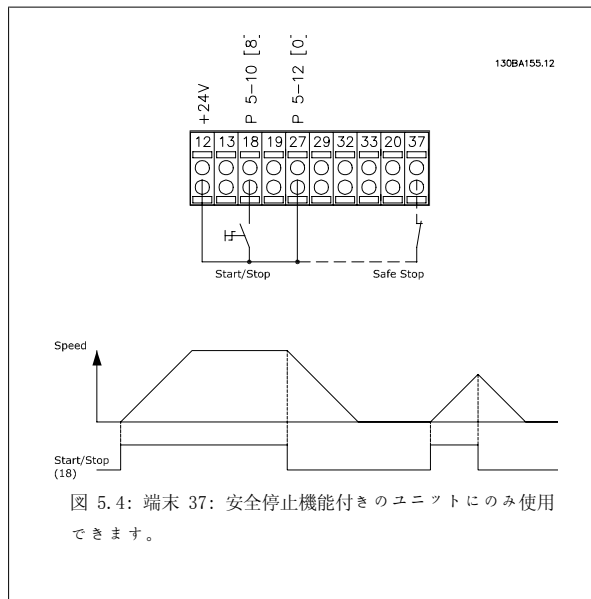 130BA155.12
+24V
P 5-10 [8]
P 5-12 [0]
12 13 18 19 27 29 32 33 20 37
Start/Stop
Safe Stop
Speed
Start/Stop
(18)
図 5.4: 端末 37: 安全停止機能付きのユニットにのみ使用
できます。